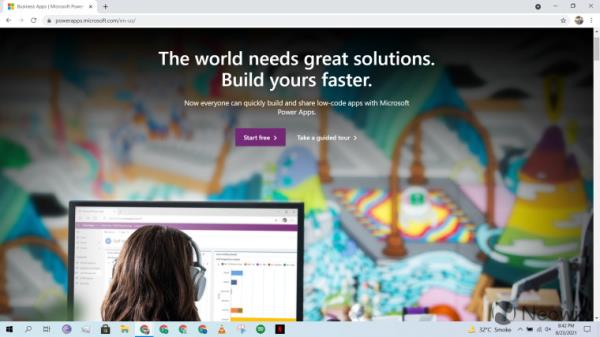 Business Apps | Microsoft Power
powerapps.microsoft.com/en-us/
The world needs great solutions.
Build yours faster.
Now everyone can quickly build and share low-code apps with Microsoft
Power Apps.
Start free
Take a guided tour
Neowin
32°C Smoke
8:42 PM
8/23/2021